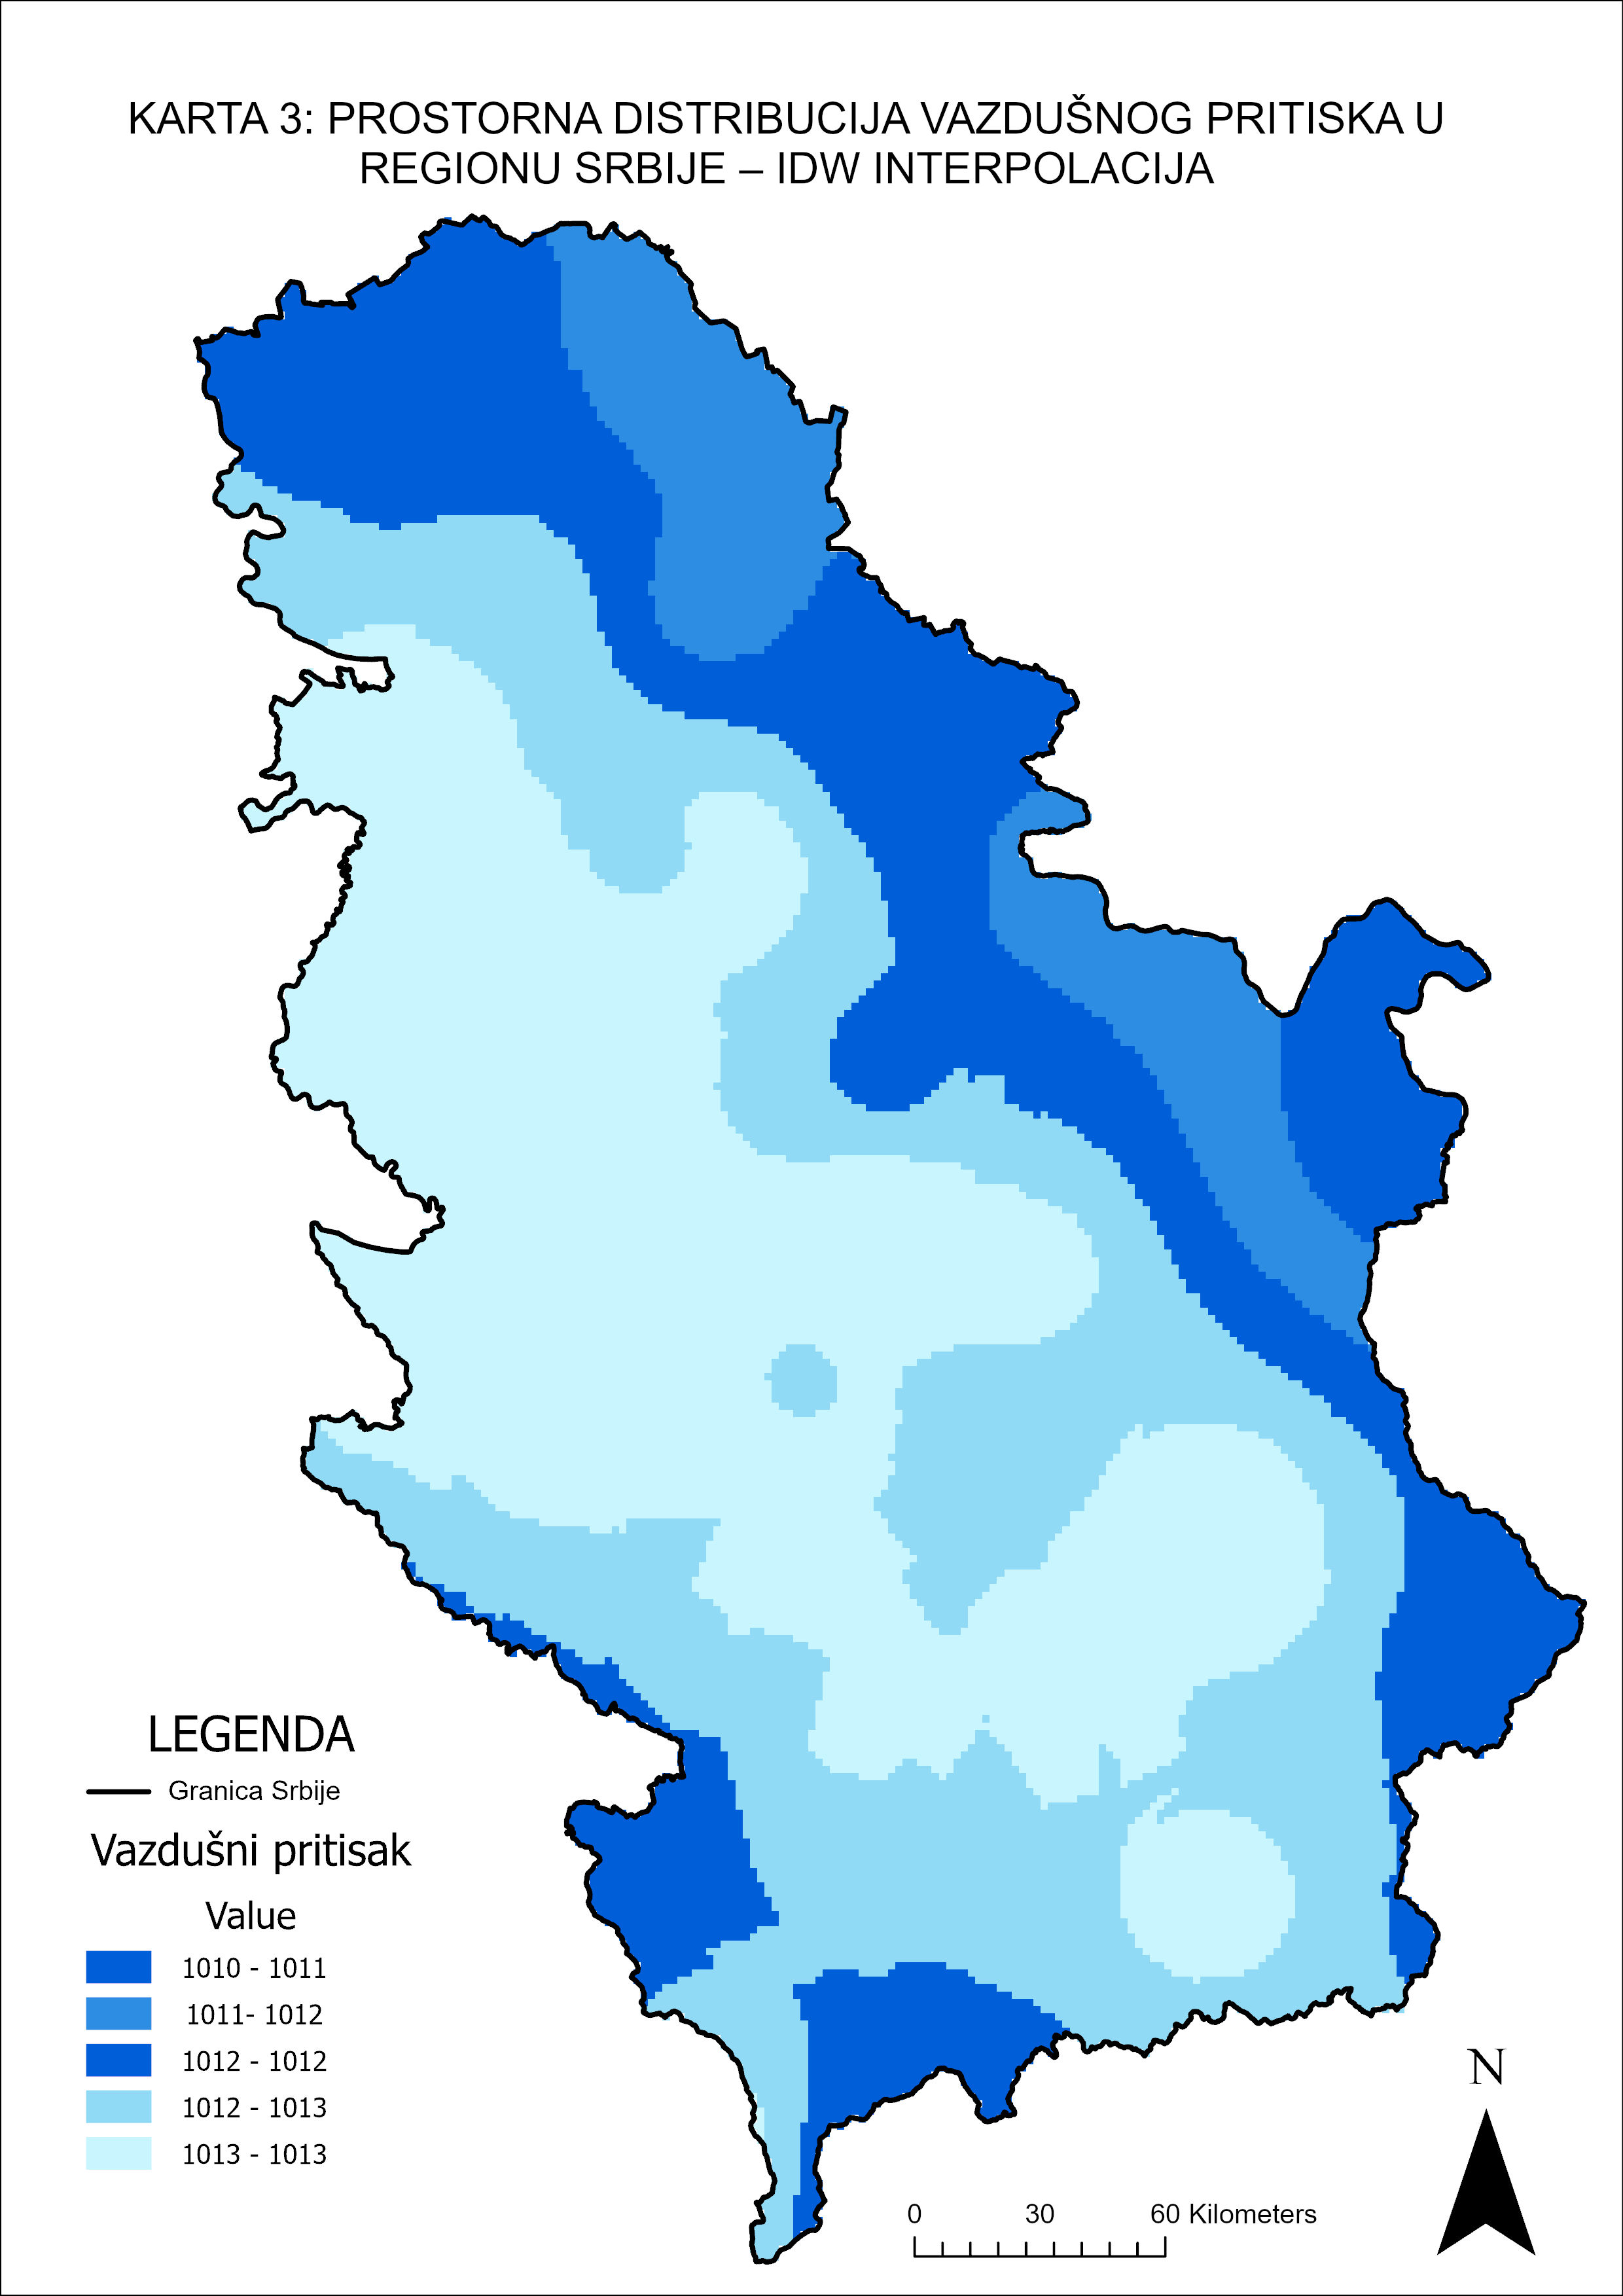 KARTA 3: PROSTORNA DISTRIBUCIJA VAZDUŠNOG PRITISKA U
REGIONU SRBIJE – IDW INTERPOLACIJA
LEGENDA
Granica Srbije
Vazdušni pritisak
Value
1010 - 1011
1011- 1012
1012 - 1012
1012 - 1013
1013 - 1013
N
0 30 60 Kilometers